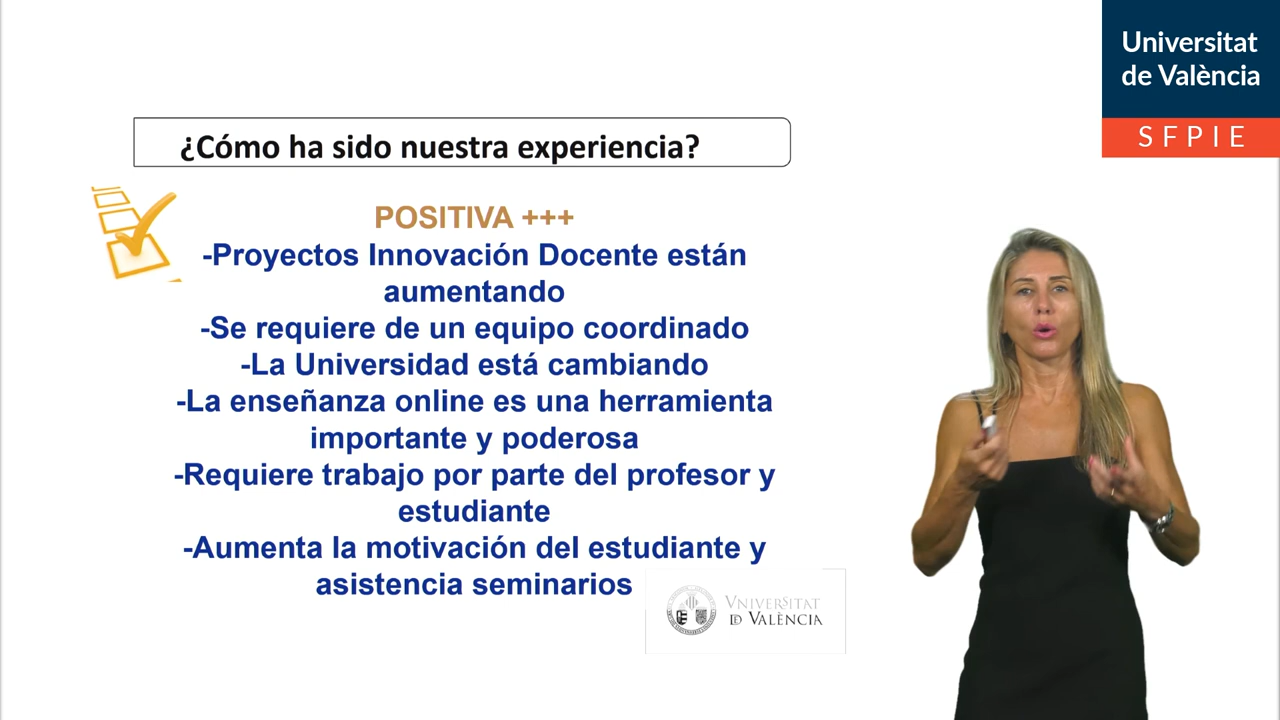 Universitat
de València
SFPIE
¿Cómo ha sido nuestra experiencia?
POSITIVA +++
-Proyectos Innovación Docente están
aumentando
-Se requiere de un equipo coordinado
-La Universidad está cambiando
-La enseñanza online es una herramienta
importante y poderosa
-Requiere trabajo por parte del profesor y
estudiante
-Aumenta la motivación del estudiante y
asistencia seminarios
VNIVERSITAT
DE VALÈNCIA